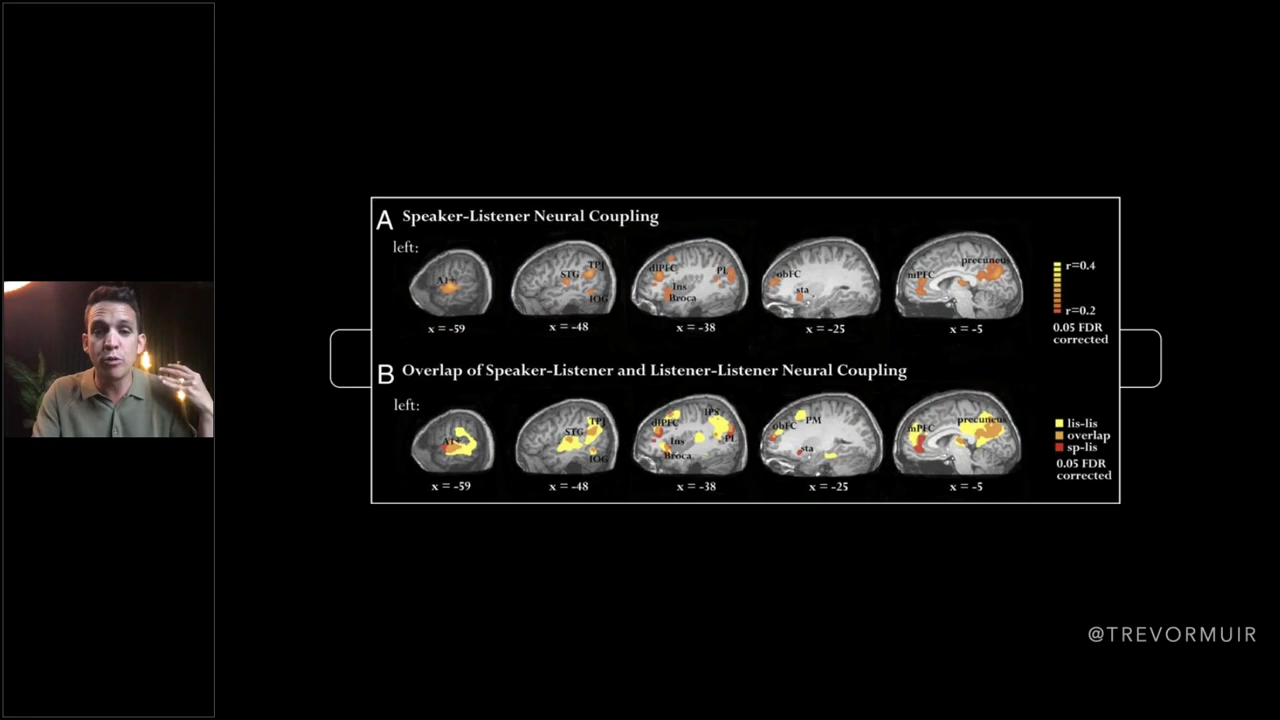 A Speaker-Listener Neural Coupling
left:
A1+ STG TPJ IOG dlPFC Ins Broca PL obFC sta mPFC precuneus
r=0.4
r=0.2
0.05 FDR
corrected
x = -59 x = -48 x = -38 x = -25 x = -5
B Overlap of Speaker-Listener and Listener-Listener Neural Coupling
left:
A1+ STG TPJ IOG dlPFC IPS Ins PL Broca obFC PM sta mPFC precuneus
lis-lis
overlap
sp-lis
0.05 FDR
corrected
x = -59 x = -48 x = -38 x = -25 x = -5
@TREVORMUIR